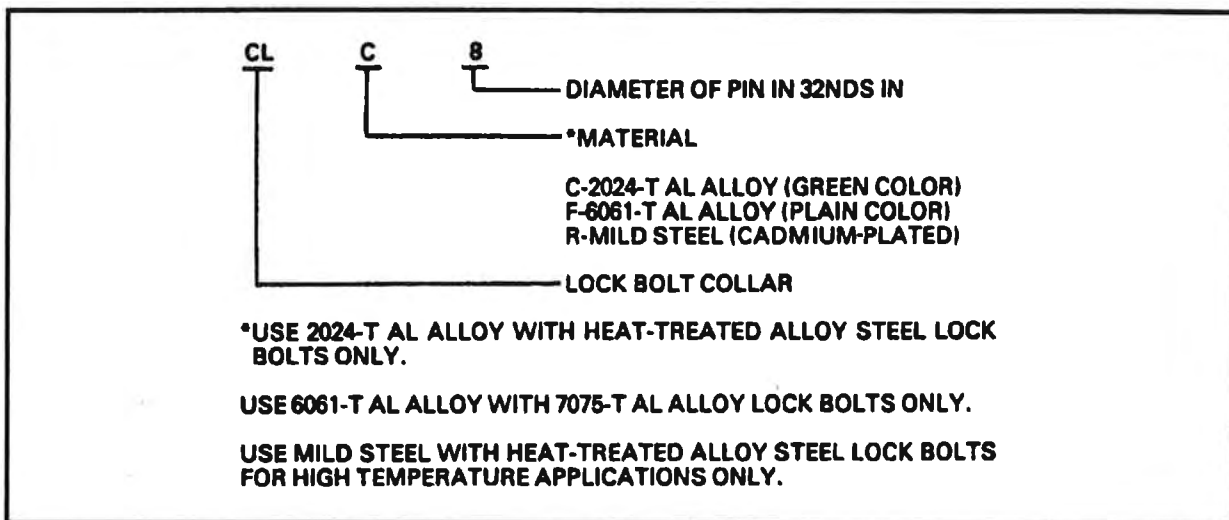 CL C 8
DIAMETER OF PIN IN 32NDS IN
*MATERIAL
C-2024-T AL ALLOY (GREEN COLOR)
F-6061-T AL ALLOY (PLAIN COLOR)
R-MILD STEEL (CADMIUM-PLATED)
LOCK BOLT COLLAR
*USE 2024-T AL ALLOY WITH HEAT-TREATED ALLOY STEEL LOCK
BOLTS ONLY.
USE 6061-T AL ALLOY WITH 7075-T AL ALLOY LOCK BOLTS ONLY.
USE MILD STEEL WITH HEAT-TREATED ALLOY STEEL LOCK BOLTS
FOR HIGH TEMPERATURE APPLICATIONS ONLY.